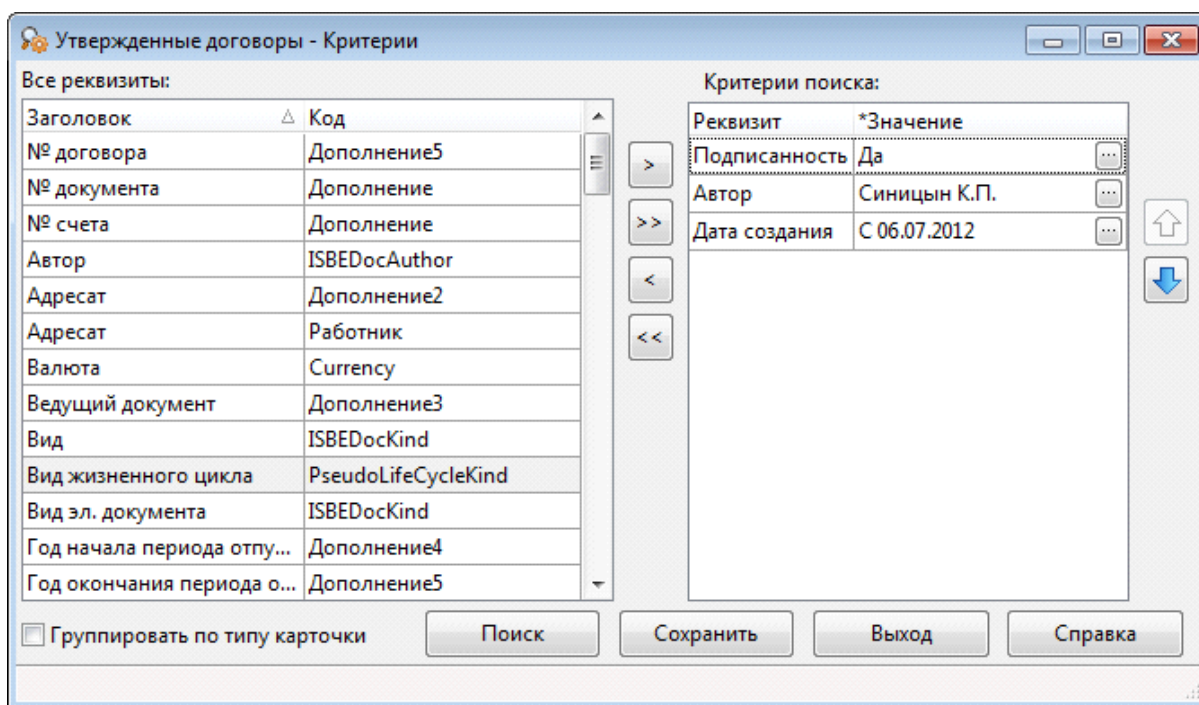 Утвержденные договоры - Критерии
Все реквизиты:
Критерии поиска:
Заголовок Код
№ договора Дополнение5
№ документа Дополнение
№ счета Дополнение
Автор ISBEDocAuthor
Адресат Дополнение2
Адресат Работник
Валюта Currency
Ведущий документ Дополнение3
Вид ISBEDocKind
Вид жизненного цикла PseudoLifeCycleKind
Вид эл. документа ISBEDocKind
Год начала периода отпу... Дополнение4
Год окончания периода о... Дополнение5
>
>>
<
<<
Реквизит *Значение
Подписанность Да ...
Автор Синицын К.П. ...
Дата создания С 06.07.2012 ...
Группировать по типу карточки
Поиск Сохранить Выход Справка